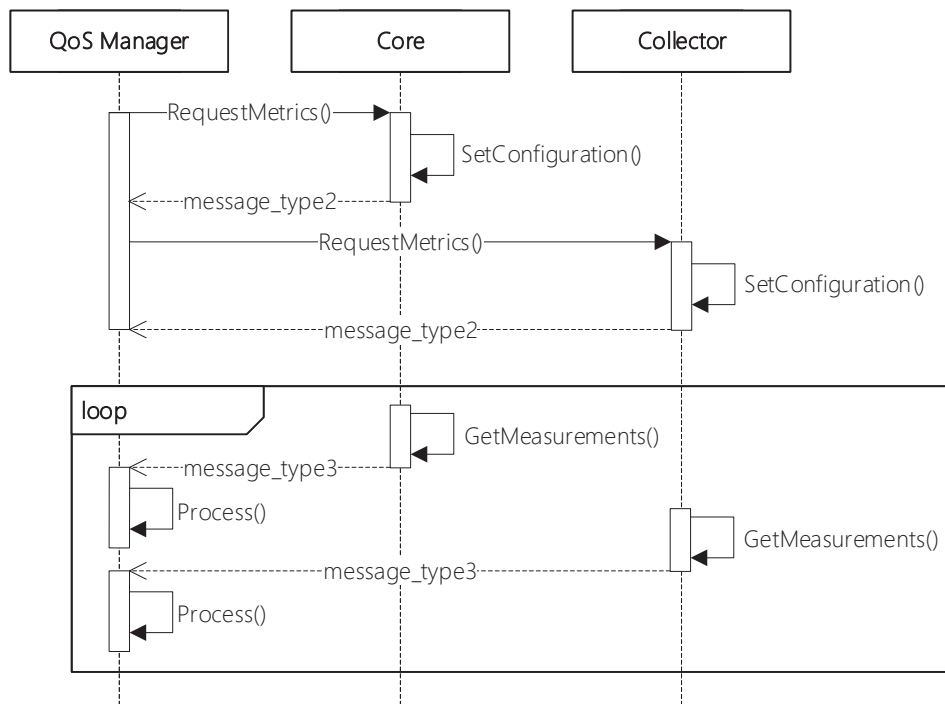 QoS Manager
Core
Collector
RequestMetrics()
SetConfiguration()
message_type2
RequestMetrics()
SetConfiguration()
message_type2
loop
GetMeasurements()
message_type3
Process()
GetMeasurements()
message_type3
Process()